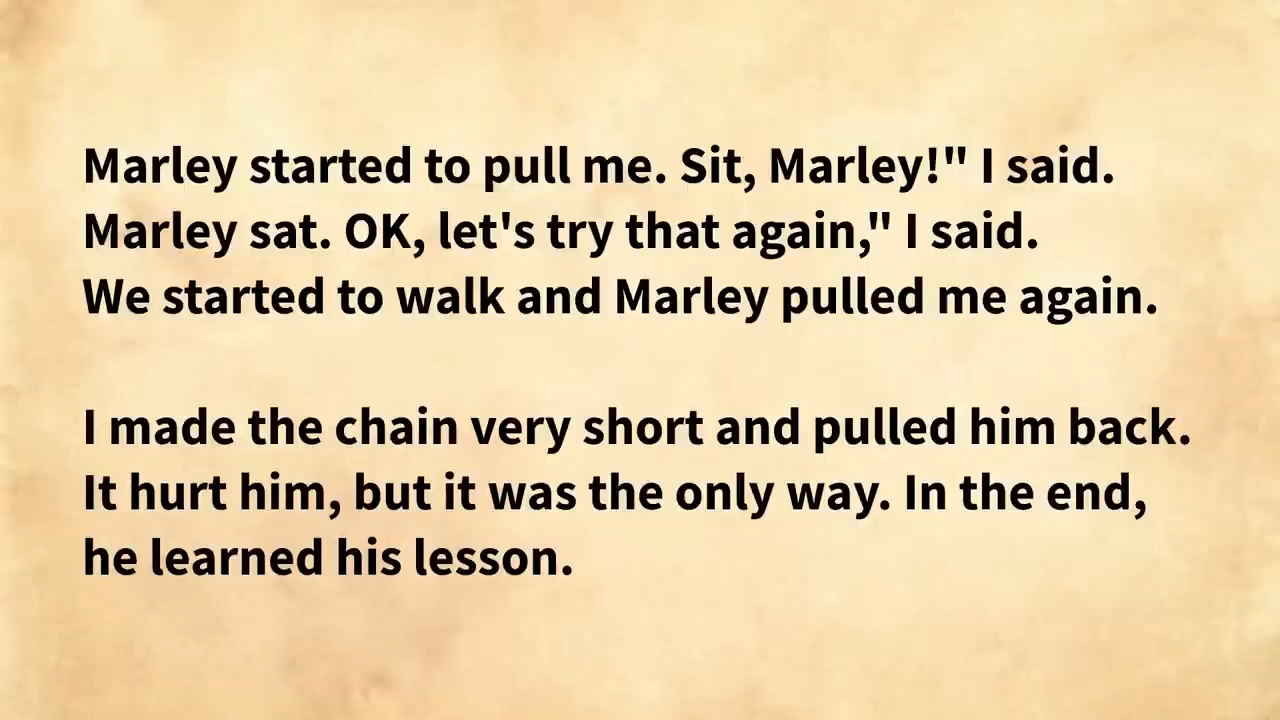 Marley started to pull me. Sit, Marley!" I said.
Marley sat. OK, let's try that again," I said.
We started to walk and Marley pulled me again.
I made the chain very short and pulled him back.
It hurt him, but it was the only way. In the end,
he learned his lesson.